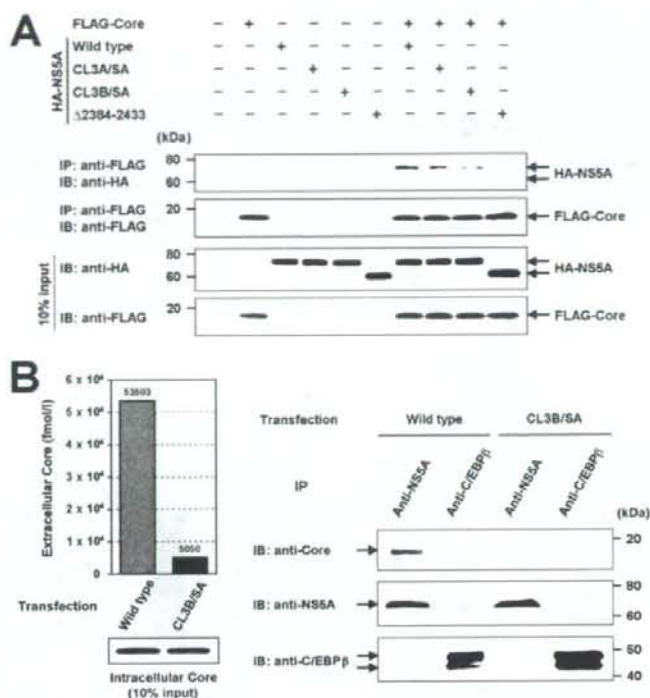 A
FLAG-Core − + − − − − + + + +
HA-NS5A
Wild type − − + − − − + − − −
CL3A/SA − − − + − − − + − −
CL3B/SA − − − − + − − − + −
Δ2384-2433 − − − − − + − − − +
(kDa)
IP: anti-FLAG
IB: anti-HA
80
60
HA-NS5A
IP: anti-FLAG
IB: anti-FLAG
20
FLAG-Core
10% input
IB: anti-HA
80
60
HA-NS5A
IB: anti-FLAG
20
FLAG-Core
B
Extracellular Core (fmol/l)
6 x 10⁴
5 x 10⁴
4 x 10⁴
3 x 10⁴
2 x 10⁴
1 x 10⁴
0
53503
5050
Transfection
Wild type
CL3B/SA
Intracellular Core
(10% input)
Transfection Wild type CL3B/SA
IP
Anti-NS5A Anti-C/EBPβ Anti-NS5A Anti-C/EBPβ
(kDa)
IB: anti-Core
20
IB: anti-NS5A
80
60
IB: anti-C/EBPβ
50
40